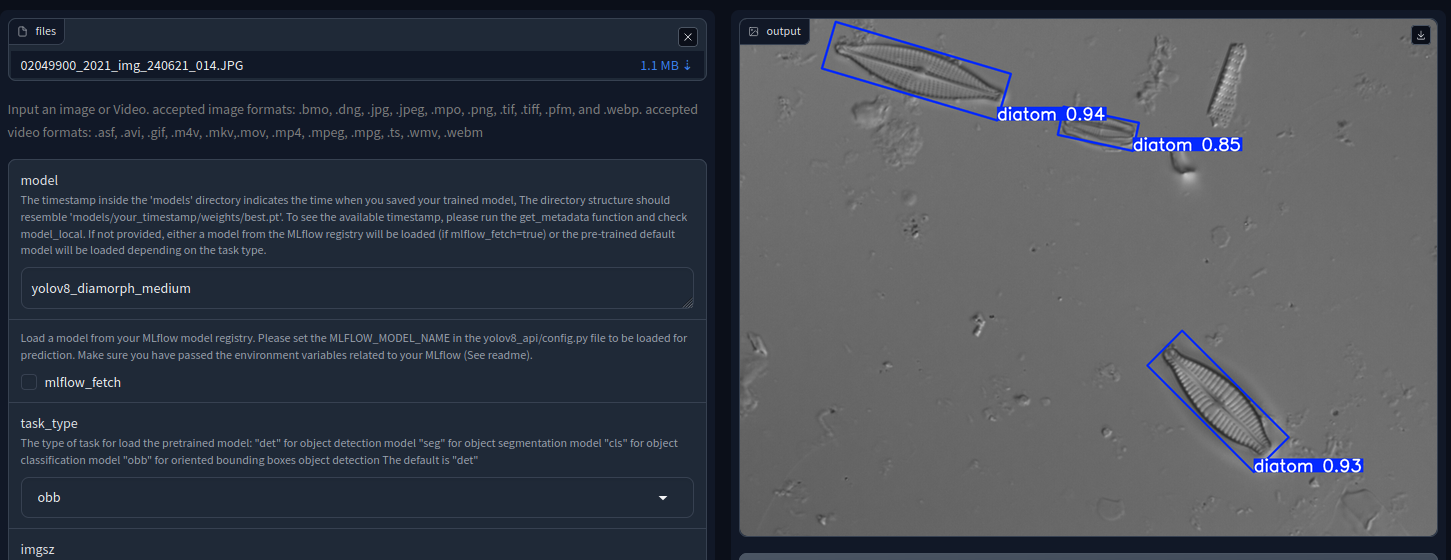 files
02049900_2021_img_240621_014.JPG
1.1 MB ↓
Input an image or Video. accepted image formats: .bmo, .dng, .jpg, .jpeg, .mpo, .png, .tif, .tiff, .pfm, and .webp. accepted
video formats: .asf, .avi, .gif, .m4v, .mkv,.mov, .mp4, .mpeg, .mpg, .ts, .wmv, .webm
model
The timestamp inside the 'models' directory indicates the time when you saved your trained model, The directory structure should
resemble 'models/your_timestamp/weights/best.pt'. To see the available timestamp, please run the get_metadata function and check
model_local. If not provided, either a model from the MLflow registry will be loaded (if mlflow_fetch=true) or the pre-trained default
model will be loaded depending on the task type.
yolov8_diamorph_medium
Load a model from your MLflow model registry. Please set the MLFLOW_MODEL_NAME in the yolov8_api/config.py file to be loaded for
prediction. Make sure you have passed the environment variables related to your MLflow (See readme).
mlflow_fetch
task_type
The type of task for load the pretrained model: "det" for object detection model "seg" for object segmentation model "cls" for object
classification model "obb" for oriented bounding boxes object detection The default is "det"
obb
imgsz
output
diatom 0.94
diatom 0.85
diatom 0.93